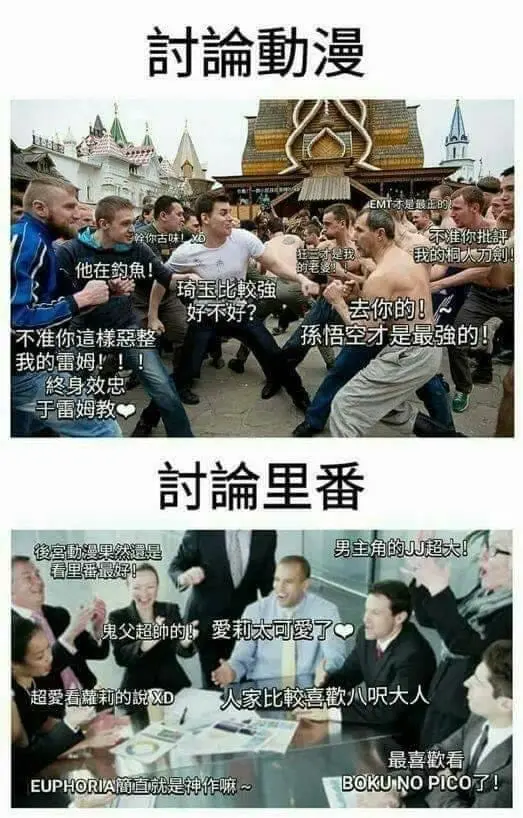 討論動漫
EMT才是最正的!
幹你古味! XD
不准你批評
我的桐人刀劍!
他在釣魚!
狂三才是我
的老婆!!
琦玉比較強
好不好?
去你的! ~
孫悟空才是最強的!
不准你這樣惡整
我的雷姆! ! !
終身效忠
于雷姆教❤
討論里番
後宮動漫果然還是
看里番最好!
男主角的JJ超大!
鬼父超帥的!
愛莉太可愛了❤
超愛看蘿莉的說XD
人家比較喜歡八呎大人
最喜歡看
BOKU NO PICO了!
EUPHORIA簡直就是神作嘛~